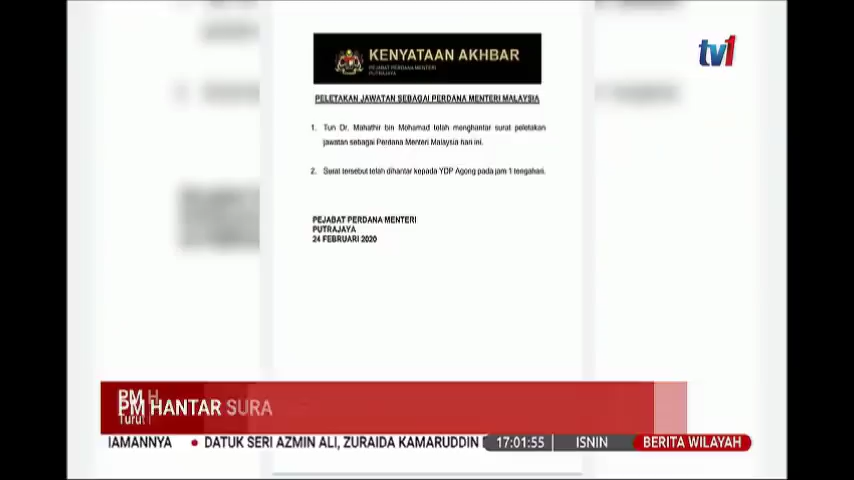 KENYATAAN AKHBAR
PEJABAT PERDANA MENTERI
PUTRAJAYA
tv1
PELETAKAN JAWATAN SEBAGAI PERDANA MENTERI MALAYSIA
1. Tun Dr. Mahathir bin Mohamad telah menghantar surat peletakan
jawatan sebagai Perdana Menteri Malaysia hari ini.
2. Surat tersebut telah dihantar kepada YDP Agong pada jam 1 tengahari.
PEJABAT PERDANA MENTERI
PUTRAJAYA
24 FEBRUARI 2020
PM H
PM HANTAR SURA
Turut
IAMANNYA • DATUK SERI AZMIN ALI, ZURAIDA KAMARUDDIN 17:01:55 ISNIN BERITA WILAYAH